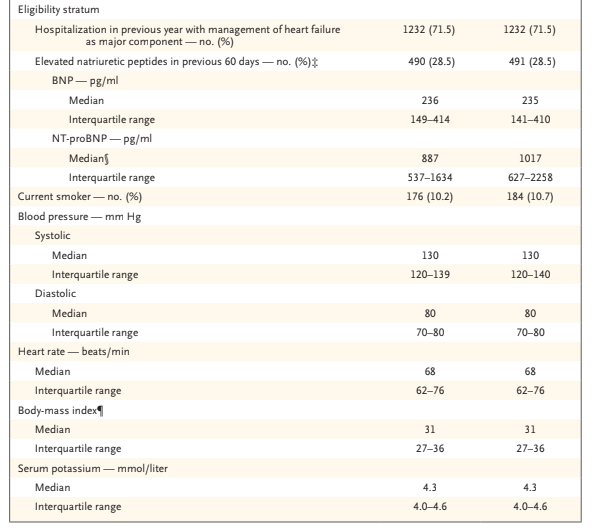 Eligibility stratum
Hospitalization in previous year with management of heart failure 1232 (71.5) 1232 (71.5)
as major component — no. (%)
Elevated natriuretic peptides in previous 60 days — no. (%)‡ 490 (28.5) 491 (28.5)
BNP — pg/ml
Median 236 235
Interquartile range 149–414 141–410
NT-proBNP — pg/ml
Median§ 887 1017
Interquartile range 537–1634 627–2258
Current smoker — no. (%) 176 (10.2) 184 (10.7)
Blood pressure — mm Hg
Systolic
Median 130 130
Interquartile range 120–139 120–140
Diastolic
Median 80 80
Interquartile range 70–80 70–80
Heart rate — beats/min
Median 68 68
Interquartile range 62–76 62–76
Body-mass index¶
Median 31 31
Interquartile range 27–36 27–36
Serum potassium — mmol/liter
Median 4.3 4.3
Interquartile range 4.0–4.6 4.0–4.6